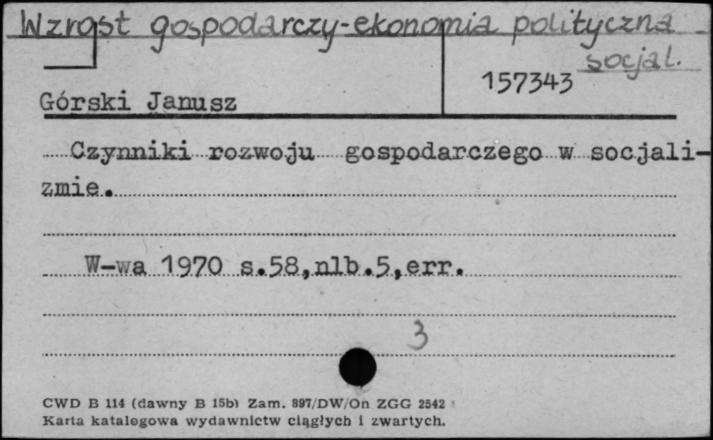 Wzrost gospodarczy-ekonomia polityczna
socjal.
157343
Górski Janusz
Czynniki rozwoju gospodarczego w socjali-
zmie.
W-wa 1970 s.58,nlb.5,err.
3
CWD B 114 (dawny B 15b) Zam. 897/DW/On ZGG 2542
Karta katalogowa wydawnictw ciągłych i zwartych.